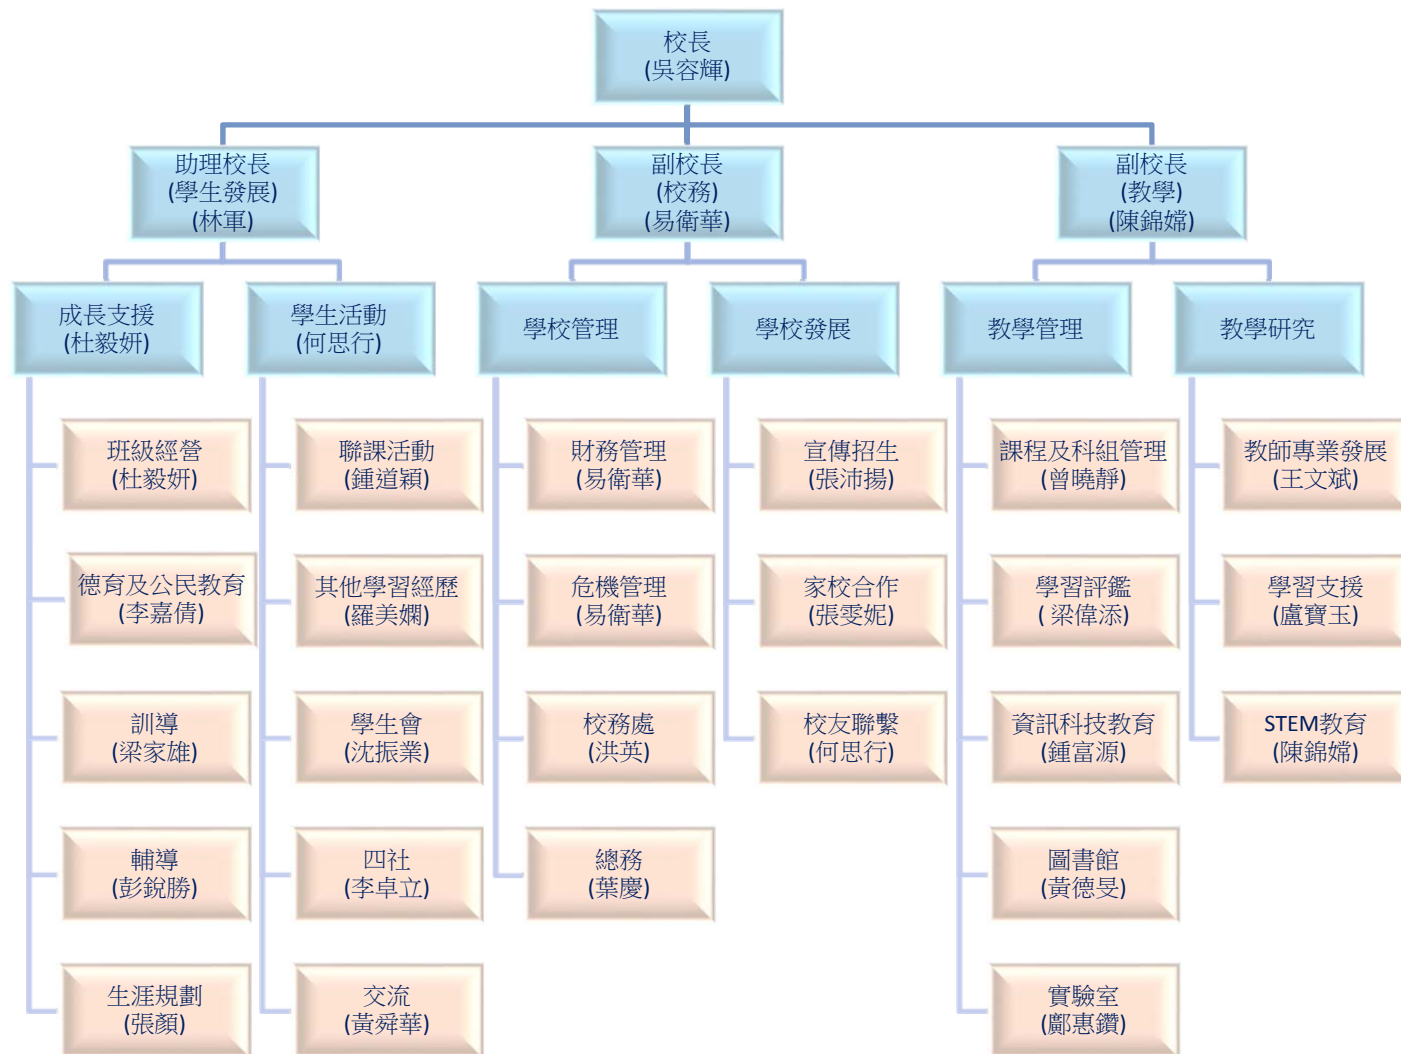 校長
(吳容輝)
助理校長
(學生發展)
(林軍)
副校長
(校務)
(易衛華)
副校長
(教學)
(陳錦嫦)
成長支援
(杜毅妍)
學生活動
(何思行)
學校管理
學校發展
教學管理
教學研究
班級經營
(杜毅妍)
德育及公民教育
(李嘉倩)
訓導
(梁家雄)
輔導
(彭銳勝)
生涯規劃
(張顏)
聯課活動
(鍾道穎)
其他學習經歷
(羅美嫻)
學生會
(沈振業)
四社
(李卓立)
交流
(黃舜華)
財務管理
(易衛華)
危機管理
(易衛華)
校務處
(洪英)
總務
(葉慶)
宣傳招生
(張沛揚)
家校合作
(張雯妮)
校友聯繫
(何思行)
課程及科組管理
(曾曉靜)
學習評鑑
( 梁偉添)
資訊科技教育
(鍾富源)
圖書館
(黃德旻)
實驗室
(鄺惠鑽)
教師專業發展
(王文斌)
學習支援
(盧寶玉)
STEM教育
(陳錦嫦)